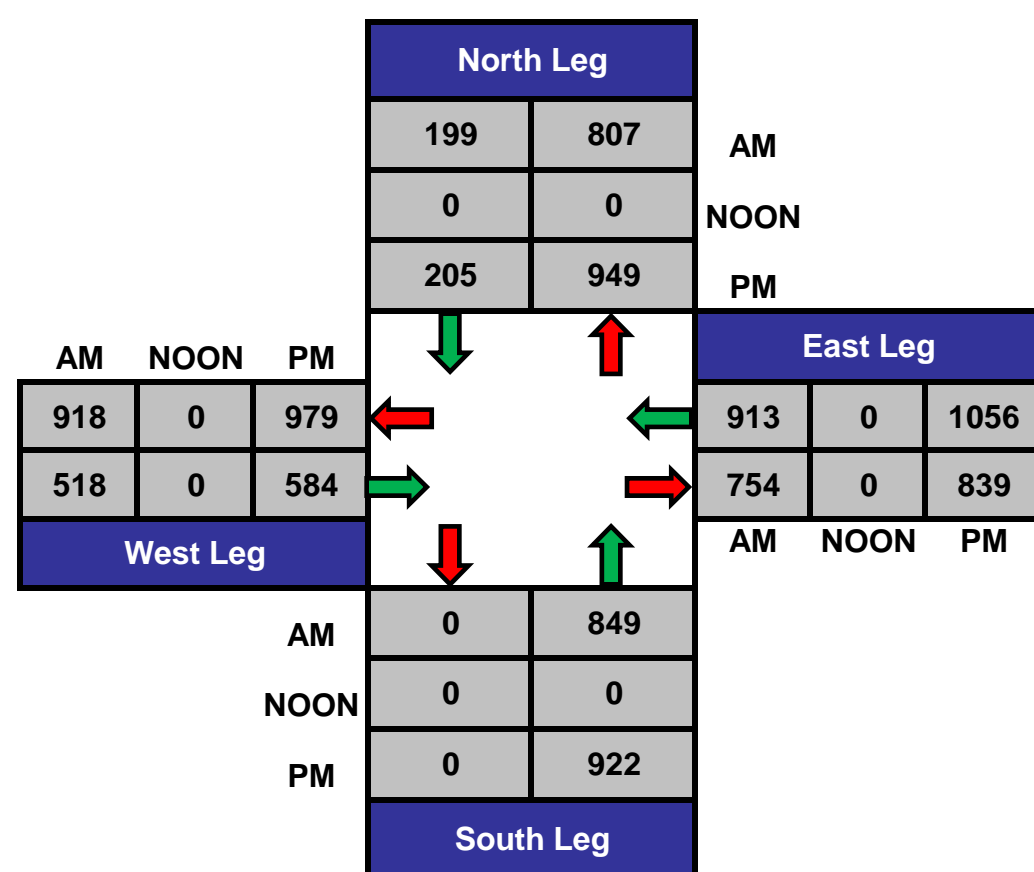 North Leg
199 807 AM
0 0 NOON
205 949 PM
AM NOON PM
East Leg
918 0 979
913 0 1056
518 0 584
754 0 839
West Leg
AM NOON PM
AM 0 849
NOON 0 0
PM 0 922
South Leg